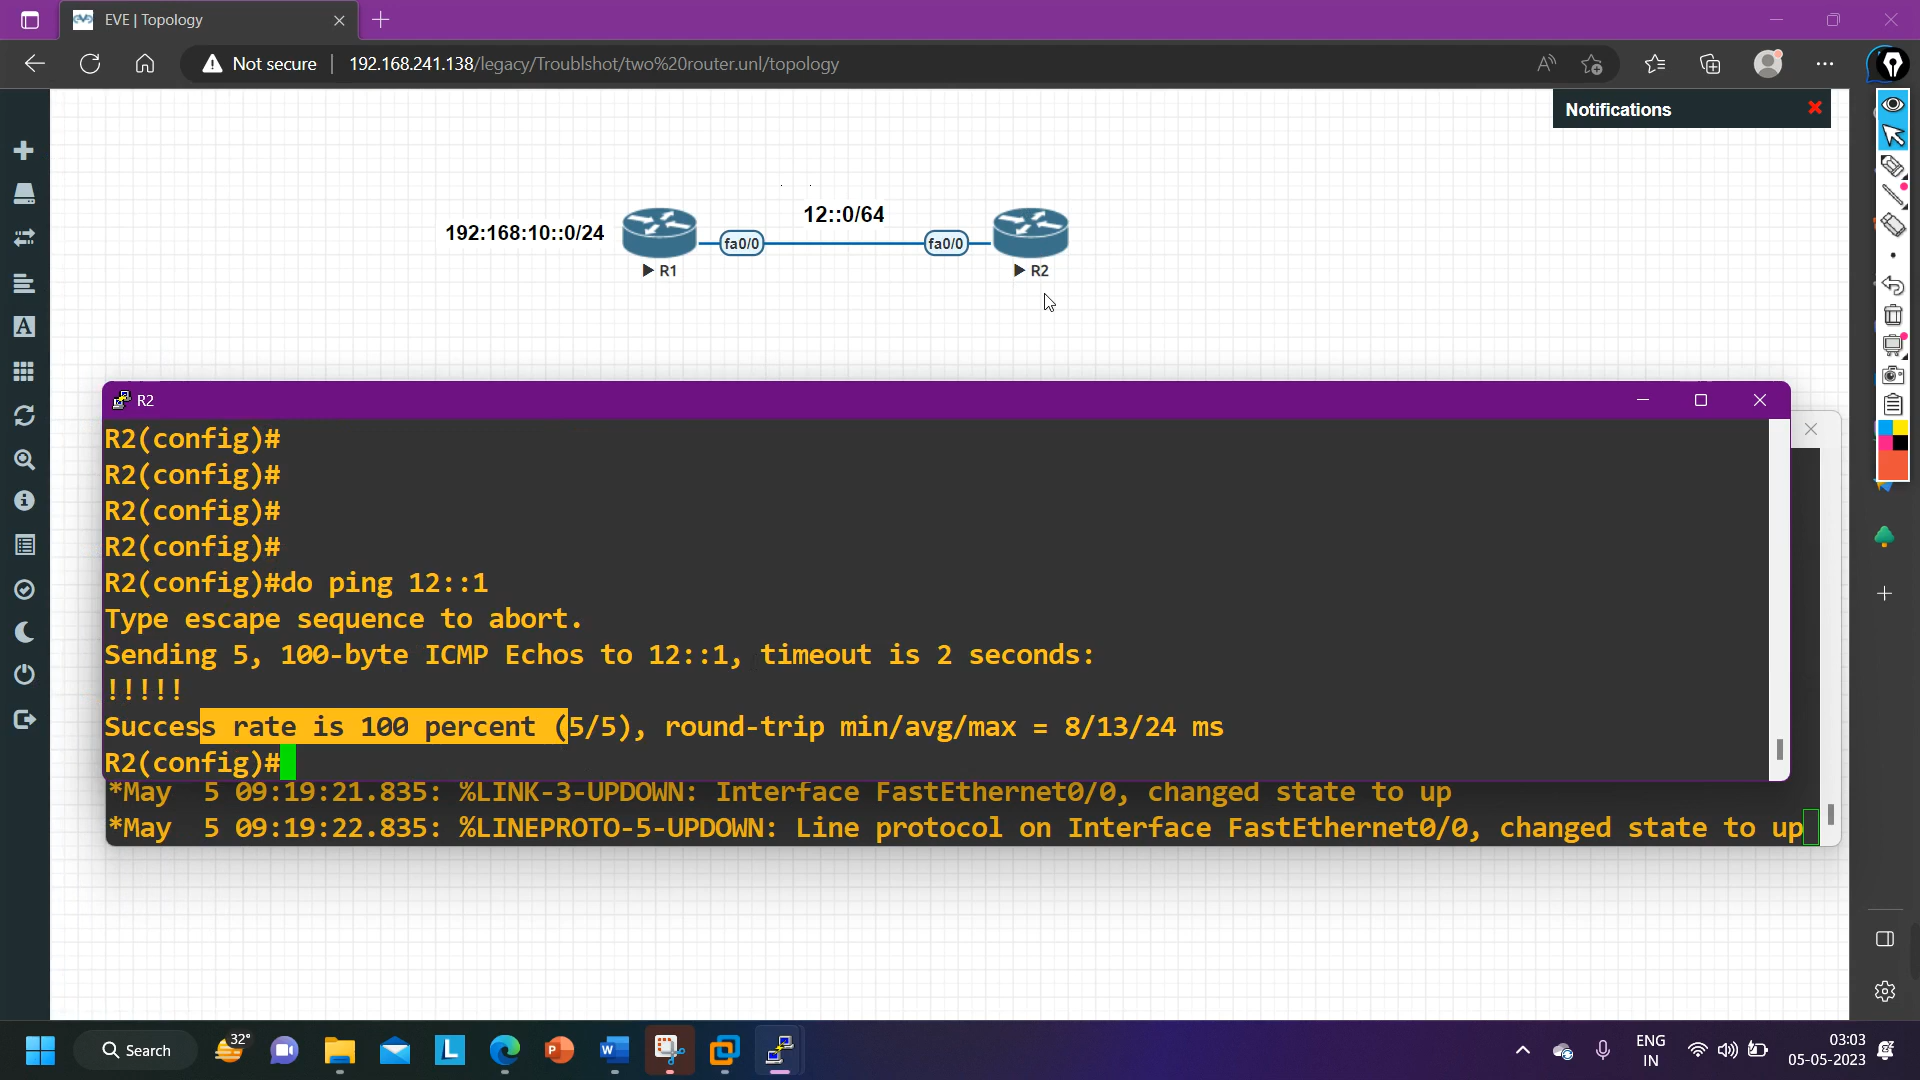 EVE | Topology
Not secure
192.168.241.138/legacy/Troublshot/two%20router.unl/topology
Notifications
12::0/64
192:168:10::0/24
fa0/0
fa0/0
R1
R2
R2
R2(config)#
R2(config)#
R2(config)#
R2(config)#
R2(config)#do ping 12::1
Type escape sequence to abort.
Sending 5, 100-byte ICMP Echos to 12::1, timeout is 2 seconds:
!!!!!
Success rate is 100 percent (5/5), round-trip min/avg/max = 8/13/24 ms
R2(config)#
*May  5 09:19:21.835: %LINK-3-UPDOWN: Interface FastEthernet0/0, changed state to up
*May  5 09:19:22.835: %LINEPROTO-5-UPDOWN: Line protocol on Interface FastEthernet0/0, changed state to up
Search
32°
ENG
IN
03:03
05-05-2023